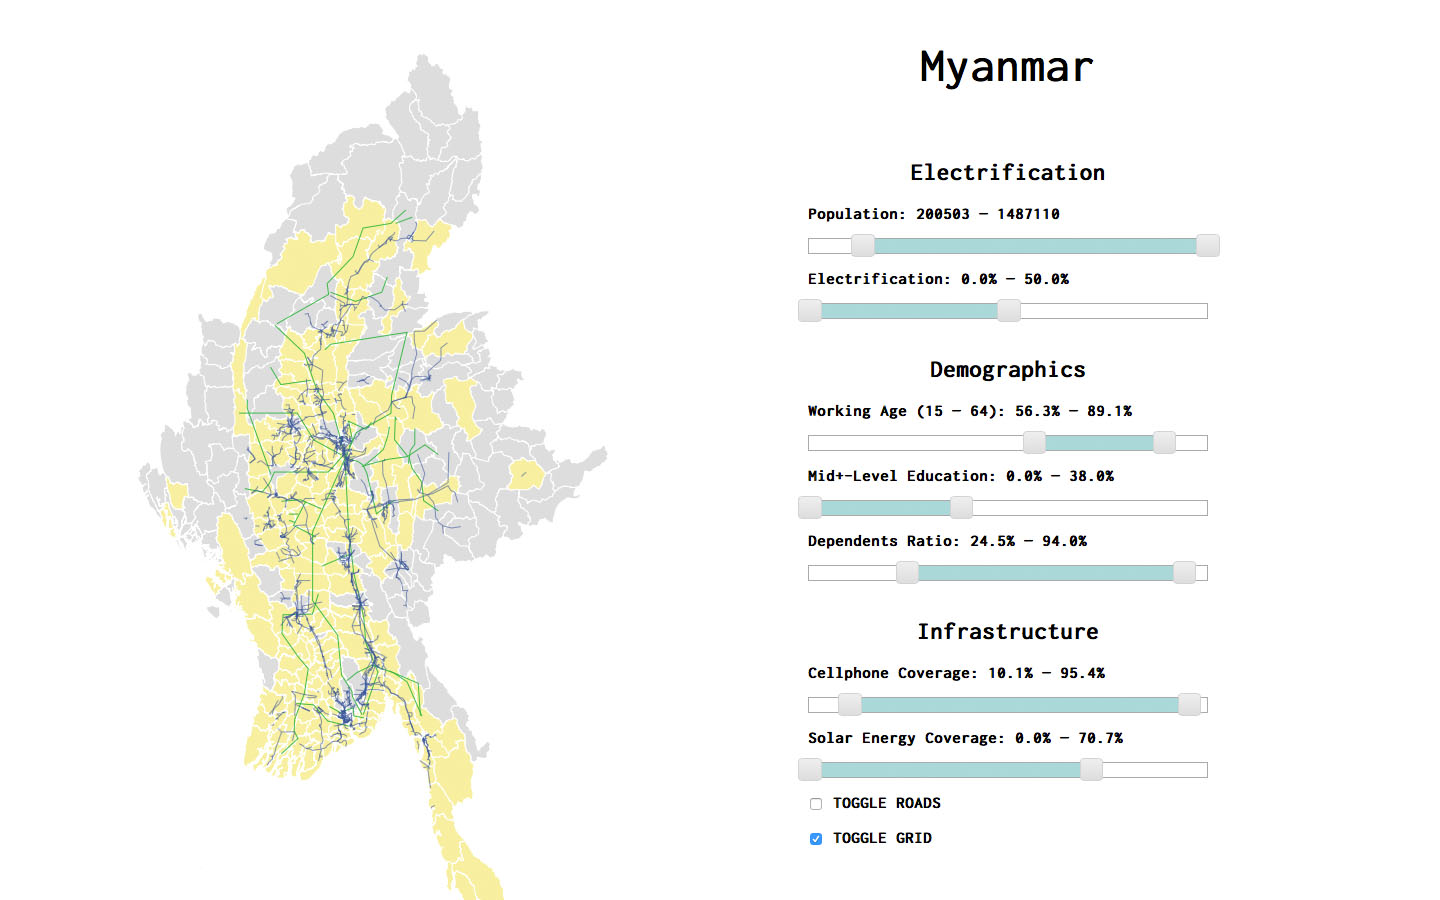 Myanmar
Electrification
Population: 200503 – 1487110
Electrification: 0.0% – 50.0%
Demographics
Working Age (15 – 64): 56.3% – 89.1%
Mid+-Level Education: 0.0% – 38.0%
Dependents Ratio: 24.5% – 94.0%
Infrastructure
Cellphone Coverage: 10.1% – 95.4%
Solar Energy Coverage: 0.0% – 70.7%
TOGGLE ROADS
TOGGLE GRID